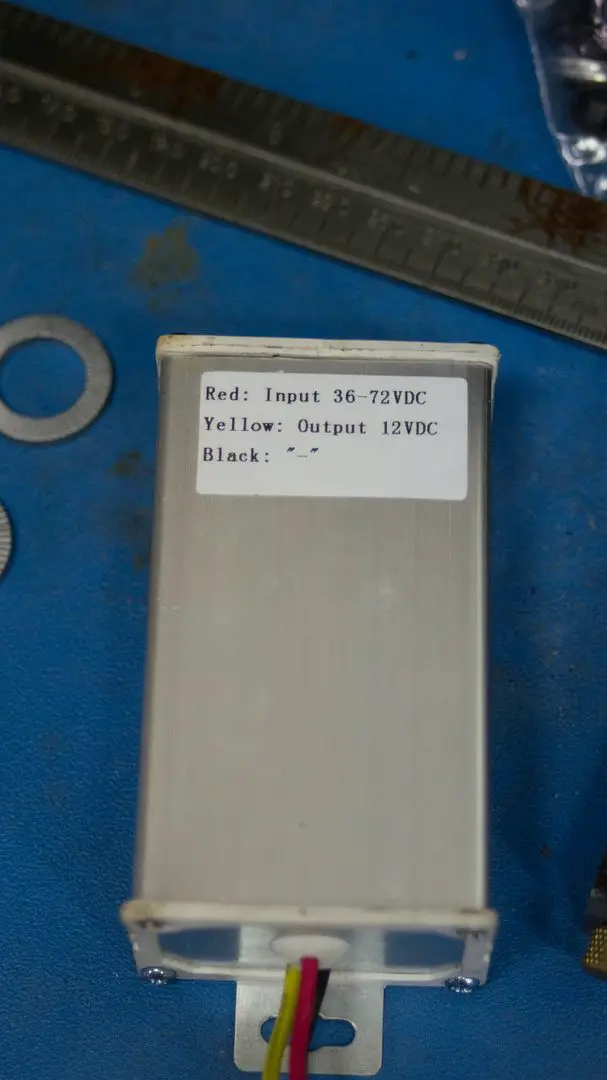 Red: Input 36-72VDC
Yellow: Output 12VDC
Black: "-"